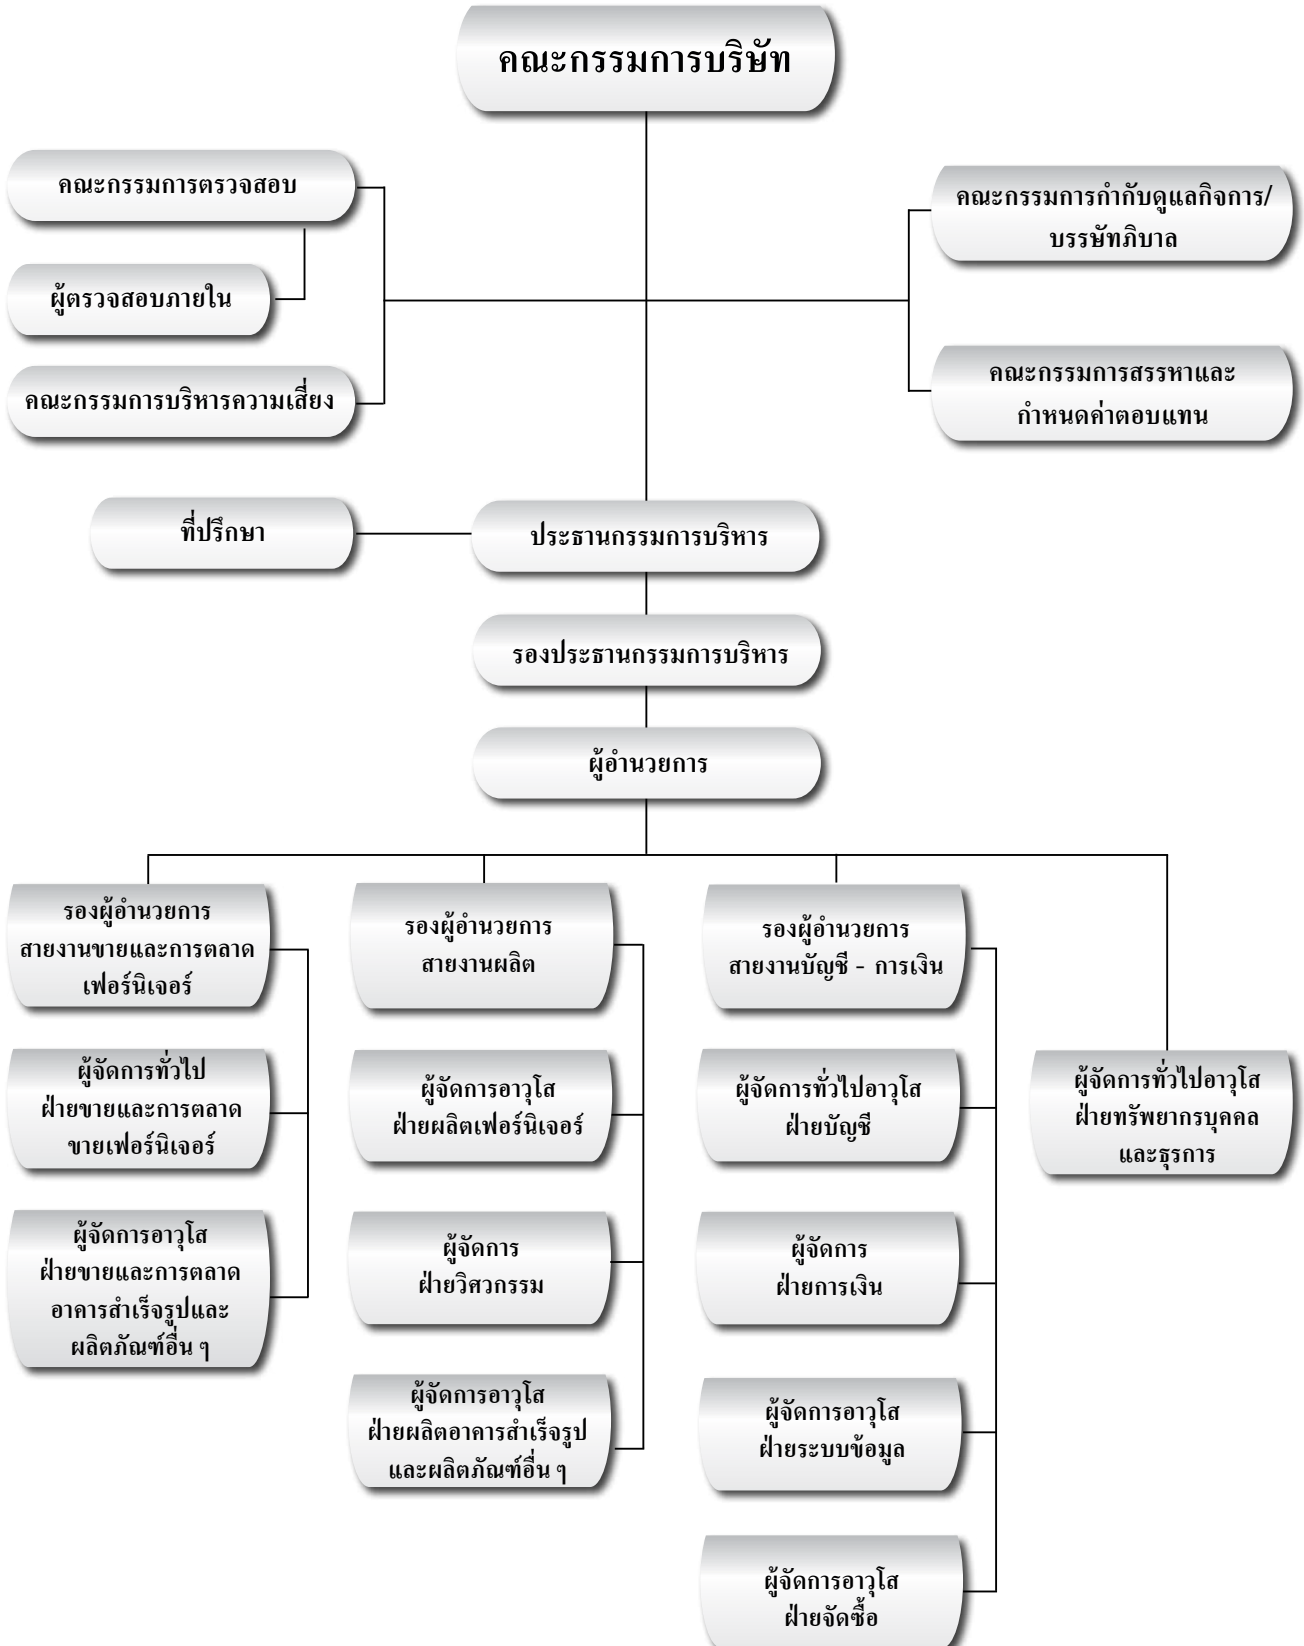 คณะกรรมการบริษัท
คณะกรรมการตรวจสอบ
ผู้ตรวจสอบภายใน
คณะกรรมการบริหารความเสี่ยง
คณะกรรมการกำกับดูแลกิจการ/
บรรษัทภิบาล
คณะกรรมการสรรหาและ
กำหนดค่าตอบแทน
ที่ปรึกษา
ประธานกรรมการบริหาร
รองประธานกรรมการบริหาร
ผู้อำนวยการ
รองผู้อำนวยการ
สายงานขายและการตลาด
เฟอร์นิเจอร์
ผู้จัดการทั่วไป
ฝ่ายขายและการตลาด
ขายเฟอร์นิเจอร์
ผู้จัดการอาวุโส
ฝ่ายขายและการตลาด
อาคารสำเร็จรูปและ
ผลิตภัณฑ์อื่น ๆ
รองผู้อำนวยการ
สายงานผลิต
ผู้จัดการอาวุโส
ฝ่ายผลิตเฟอร์นิเจอร์
ผู้จัดการ
ฝ่ายวิศวกรรม
ผู้จัดการอาวุโส
ฝ่ายผลิตอาคารสำเร็จรูป
และผลิตภัณฑ์อื่น ๆ
รองผู้อำนวยการ
สายงานบัญชี - การเงิน
ผู้จัดการทั่วไปอาวุโส
ฝ่ายบัญชี
ผู้จัดการ
ฝ่ายการเงิน
ผู้จัดการอาวุโส
ฝ่ายระบบข้อมูล
ผู้จัดการอาวุโส
ฝ่ายจัดซื้อ
ผู้จัดการทั่วไปอาวุโส
ฝ่ายทรัพยากรบุคคล
และธุรการ